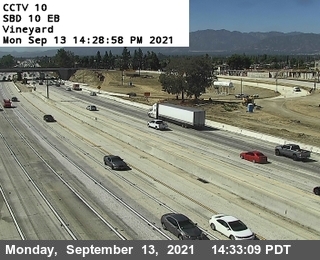 CCTV 10
SBD 10 EB
Vineyard
Mon Sep 13 14:28:58 PM 2021
Monday, September 13, 2021 14:33:09 PDT